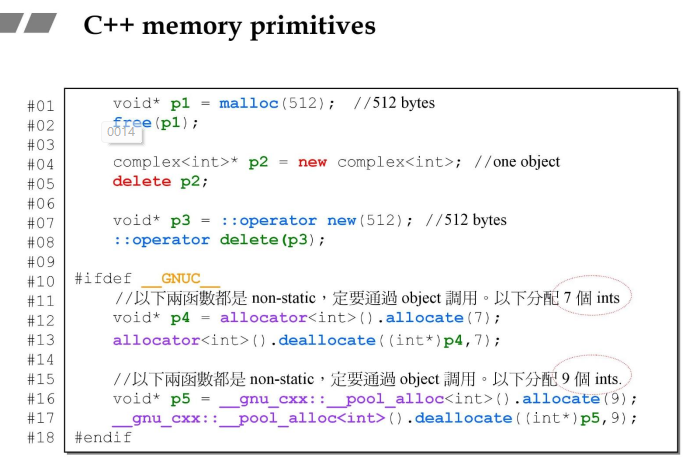 C++ memory primitives
#01 void* p1 = malloc(512); //512 bytes
#02 free(p1);
0014
#03
#04 complex<int>* p2 = new complex<int>; //one object
#05 delete p2;
#06
#07 void* p3 = ::operator new(512); //512 bytes
#08 ::operator delete(p3);
#09
#10 #ifdef __GNUC__
#11 //以下兩函數都是 non-static，定要通過 object 調用。以下分配 7 個 ints
#12 void* p4 = allocator<int>().allocate(7);
#13 allocator<int>().deallocate((int*)p4,7);
#14
#15 //以下兩函數都是 non-static，定要通過 object 調用。以下分配 9 個 ints.
#16 void* p5 = __gnu_cxx::__pool_alloc<int>().allocate(9);
#17 __gnu_cxx::__pool_alloc<int>().deallocate((int*)p5,9);
#18 #endif